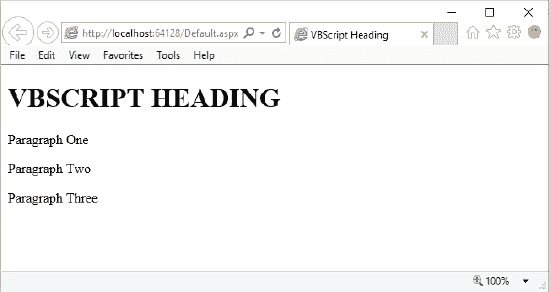 http://localhost:64128/Default.aspx
VBScript Heading
File Edit View Favorites Tools Help
VBSCRIPT HEADING
Paragraph One
Paragraph Two
Paragraph Three
100%